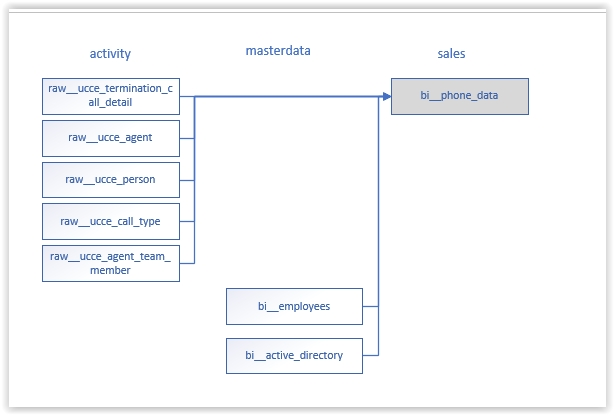 activity
masterdata
sales
raw__ucce_termination_c
all_detail
bi__phone_data
raw__ucce_agent
raw__ucce_person
raw__ucce_call_type
raw__ucce_agent_team_
member
bi__employees
bi__active_directory